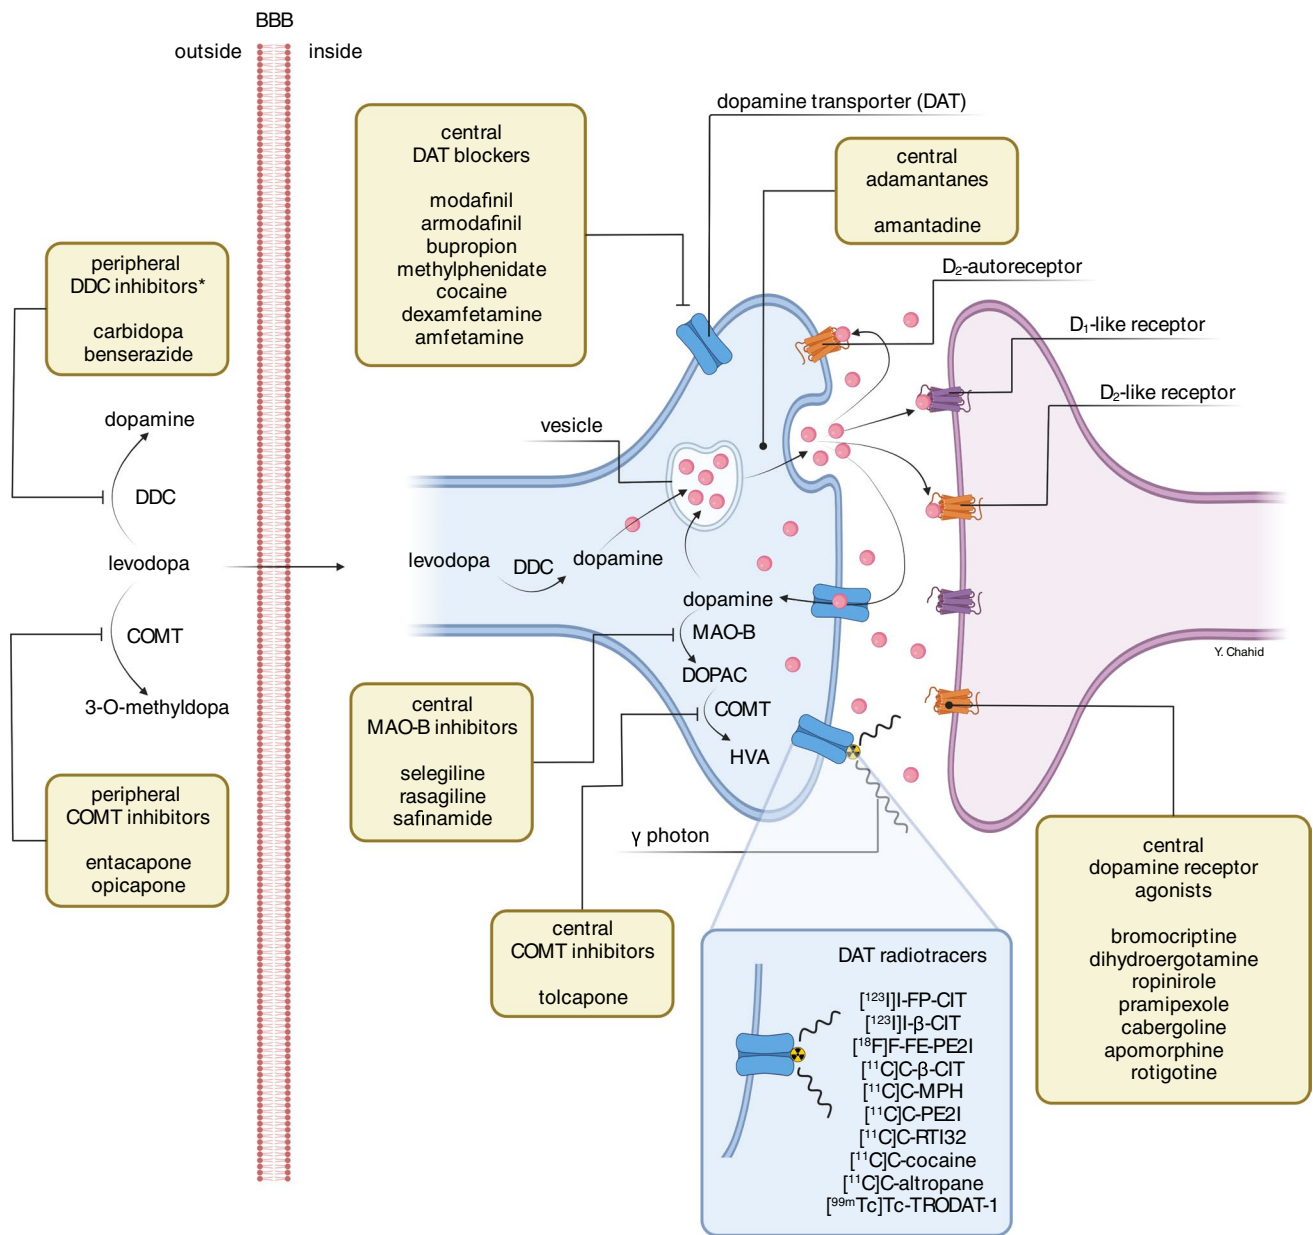 BBB
outside
inside
peripheral
DDC inhibitors*
carbidopa
benserazide
dopamine
DDC
levodopa
COMT
3-O-methyldopa
peripheral
COMT inhibitors
entacapone
opicapone
central
DAT blockers
modafinil
armodafinil
bupropion
methylphenidate
cocaine
dexamfetamine
amfetamine
dopamine transporter (DAT)
central
adamantanes
amantadine
D₂-autoreceptor
D₁-like receptor
D₂-like receptor
vesicle
levodopa
DDC
dopamine
dopamine
MAO-B
DOPAC
COMT
HVA
central
MAO-B inhibitors
selegiline
rasagiline
safinamide
γ photon
central
COMT inhibitors
tolcapone
Y. Chahid
central
dopamine receptor
agonists
bromocriptine
dihydroergotamine
ropinirole
pramipexole
cabergoline
apomorphine
rotigotine
DAT radiotracers
[¹²³I]I-FP-CIT
[¹²³I]I-β-CIT
[¹⁸F]F-FE-PE2I
[¹¹C]C-β-CIT
[¹¹C]C-MPH
[¹¹C]C-PE2I
[¹¹C]C-RTI32
[¹¹C]C-cocaine
[¹¹C]C-altropane
[⁹⁹ᵐTc]Tc-TRODAT-1